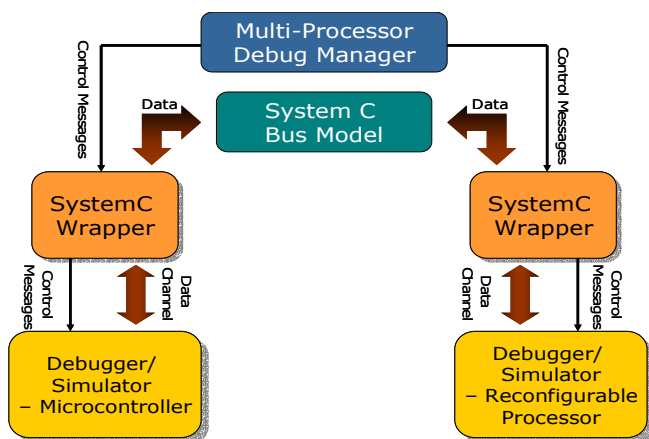 Multi-Processor
Debug Manager
Control Messages
Data
System C
Bus Model
Data
Control Messages
SystemC
Wrapper
SystemC
Wrapper
Control
Messages
Data
Channel
Data
Channel
Control
Messages
Debugger/
Simulator
– Microcontroller
Debugger/
Simulator
– Reconfigurable
Processor